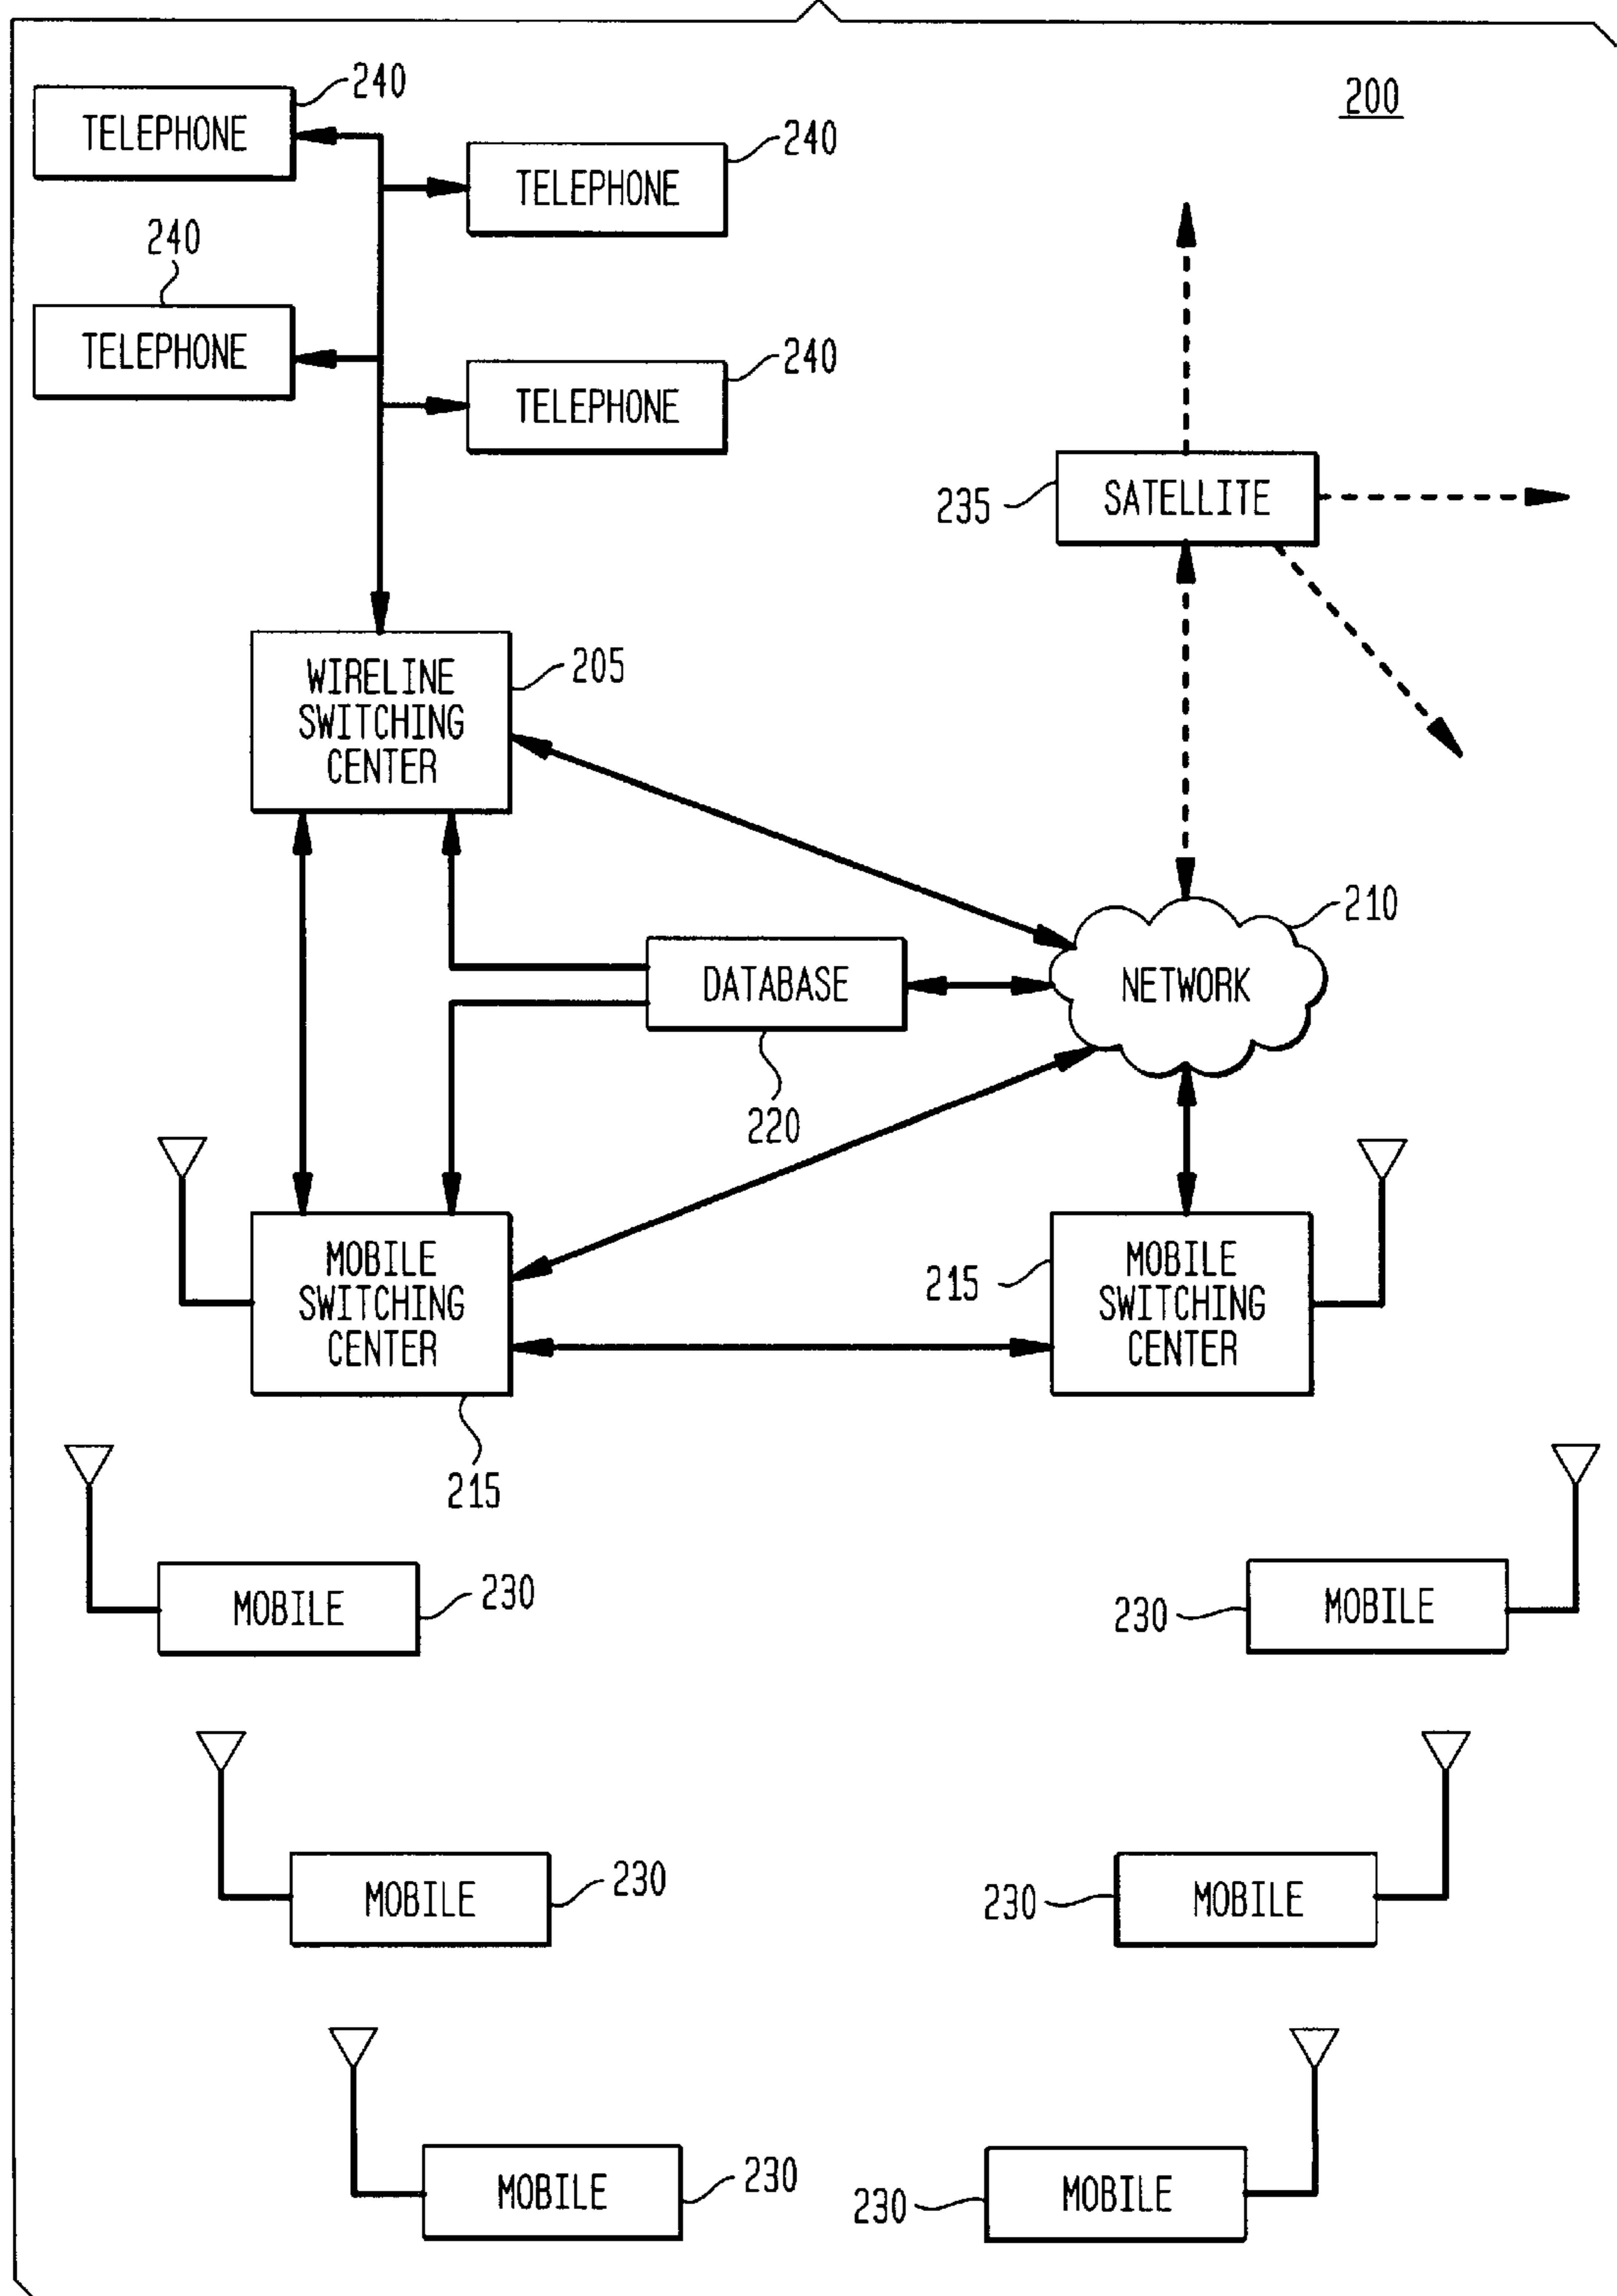 240
200
TELEPHONE
240
TELEPHONE
240
TELEPHONE
240
TELEPHONE
235
SATELLITE
205
WIRELINE
SWITCHING
CENTER
210
DATABASE
NETWORK
220
MOBILE
SWITCHING
CENTER
215
215
MOBILE
SWITCHING
CENTER
MOBILE
230
230
MOBILE
MOBILE
230
230
MOBILE
MOBILE
230
230
MOBILE